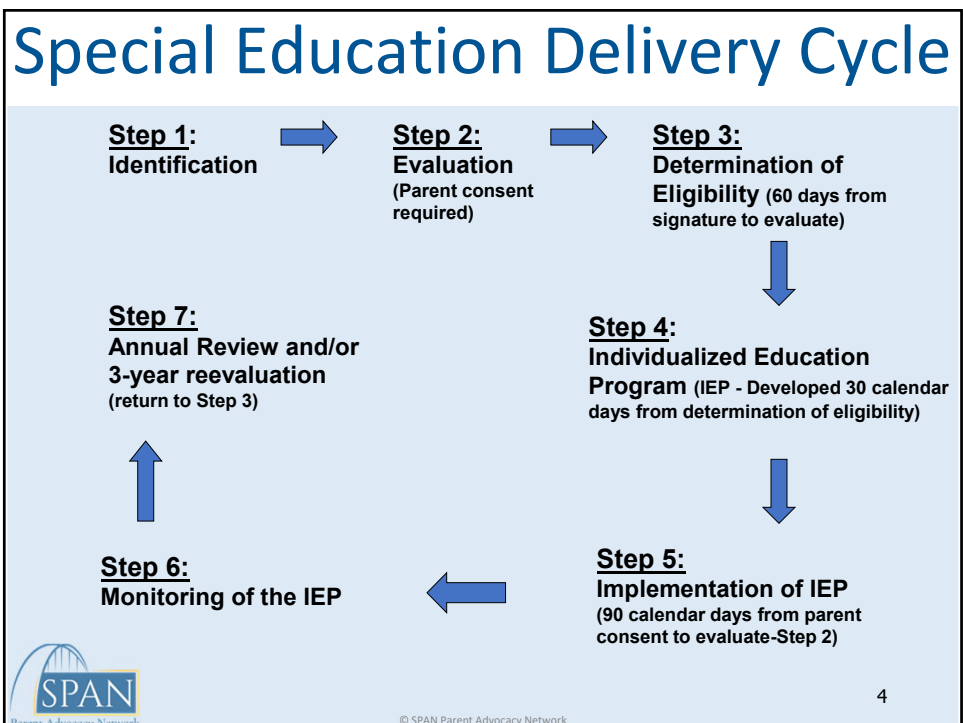 Special Education Delivery Cycle
Step 1:
Identification
Step 2:
Evaluation
(Parent consent
required)
Step 3:
Determination of
Eligibility (60 days from
signature to evaluate)
Step 4:
Individualized Education
Program (IEP - Developed 30 calendar
days from determination of eligibility)
Step 5:
Implementation of IEP
(90 calendar days from parent
consent to evaluate-Step 2)
Step 6:
Monitoring of the IEP
Step 7:
Annual Review and/or
3-year reevaluation
(return to Step 3)
SPAN
Parent Advocacy Network
© SPAN Parent Advocacy Network
4